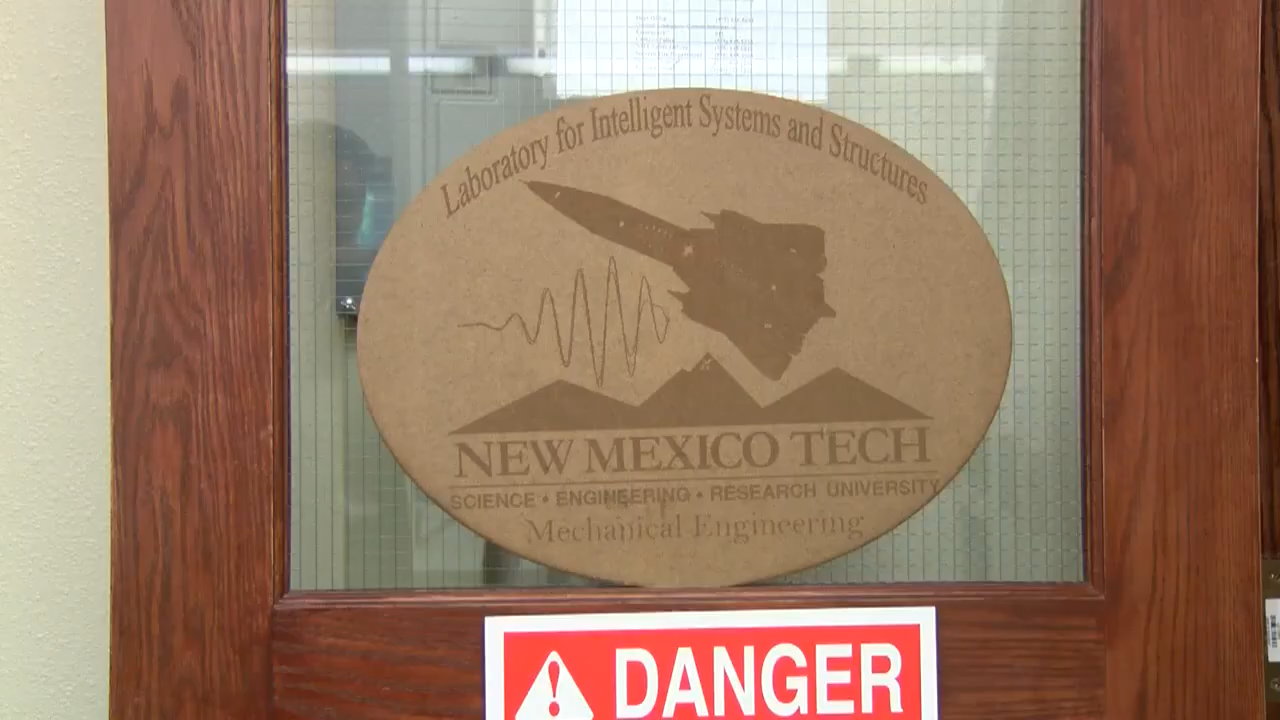 Laboratory for Intelligent Systems and Structures
NEW MEXICO TECH
SCIENCE • ENGINEERING • RESEARCH UNIVERSITY
Mechanical Engineering
DANGER